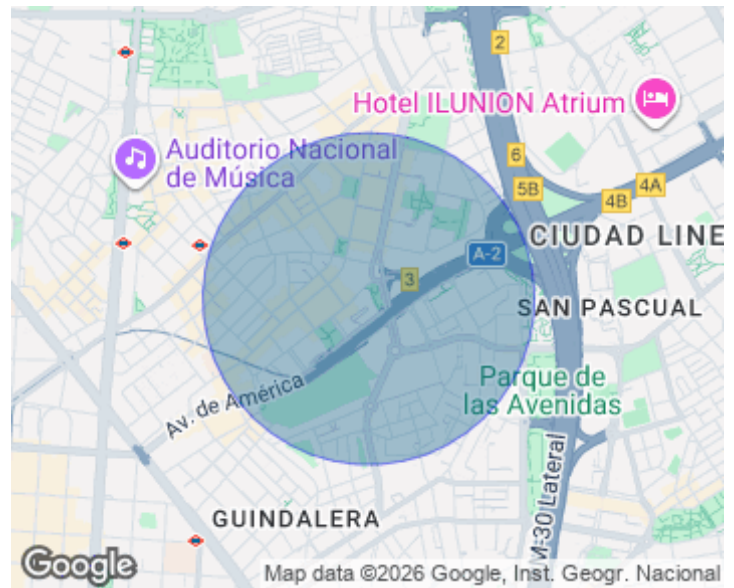 2
Hotel ILUNION Atrium
Auditorio Nacional
de Música
6
5B
4A
4B
CIUDAD LINE
A-2
3
SAN PASCUAL
Parque de
las Avenidas
Av. de América
M-30 Lateral
GUINDALERA
Google
Map data ©2026 Google, Inst. Geogr. Nacional